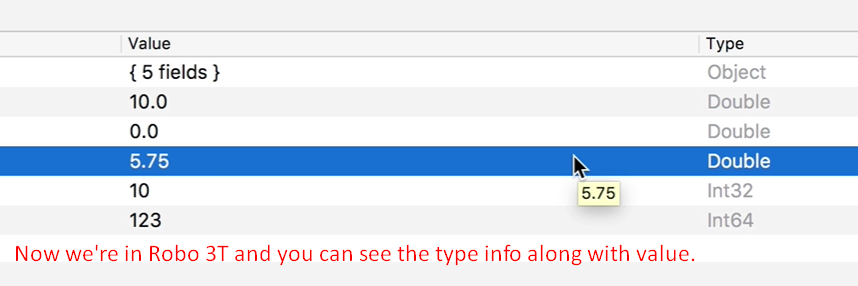 Value Type
{ 5 fields } Object
10.0 Double
0.0 Double
5.75 Double
5.75
10 Int32
123 Int64
Now we're in Robo 3T and you can see the type info along with value.